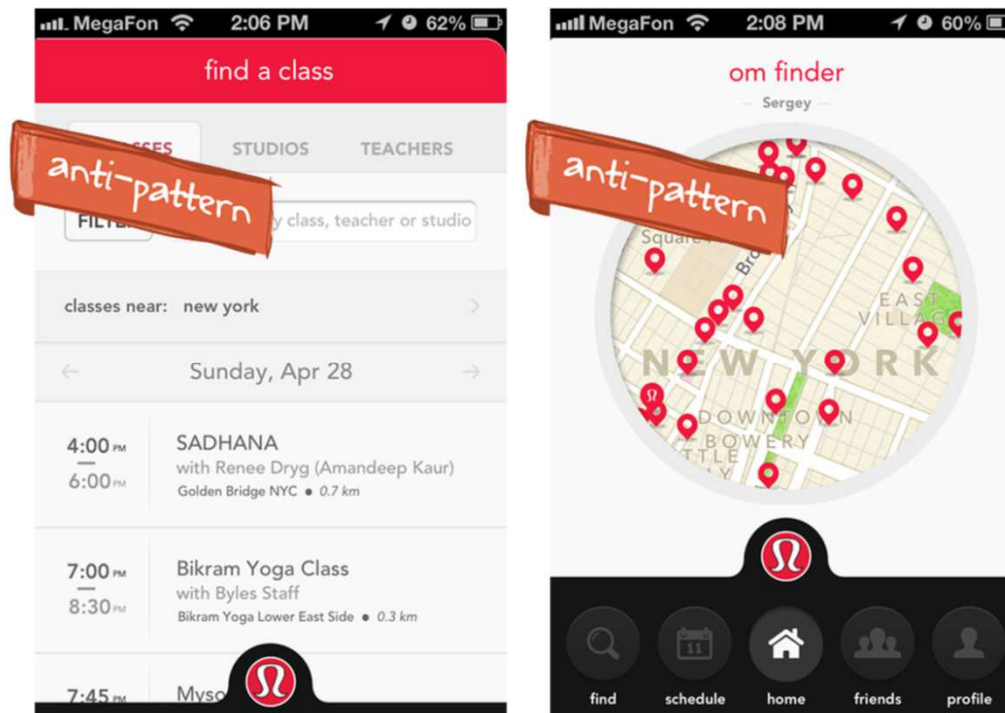 MegaFon 2:06 PM 62%
find a class
STUDIOS TEACHERS
anti-pattern
class, teacher or studio
classes near: new york
Sunday, Apr 28
4:00 PM
6:00 PM
SADHANA
with Renee Dryg (Amandeep Kaur)
Golden Bridge NYC • 0.7 km
7:00 PM
8:30 PM
Bikram Yoga Class
with Byles Staff
Bikram Yoga Lower East Side • 0.3 km
7:45 PM
MegaFon 2:08 PM 60%
om finder
Sergey
anti-pattern
Square
EAST
NEW YORK
DOWNTOWN
BOWERY
find schedule home friends profile
11